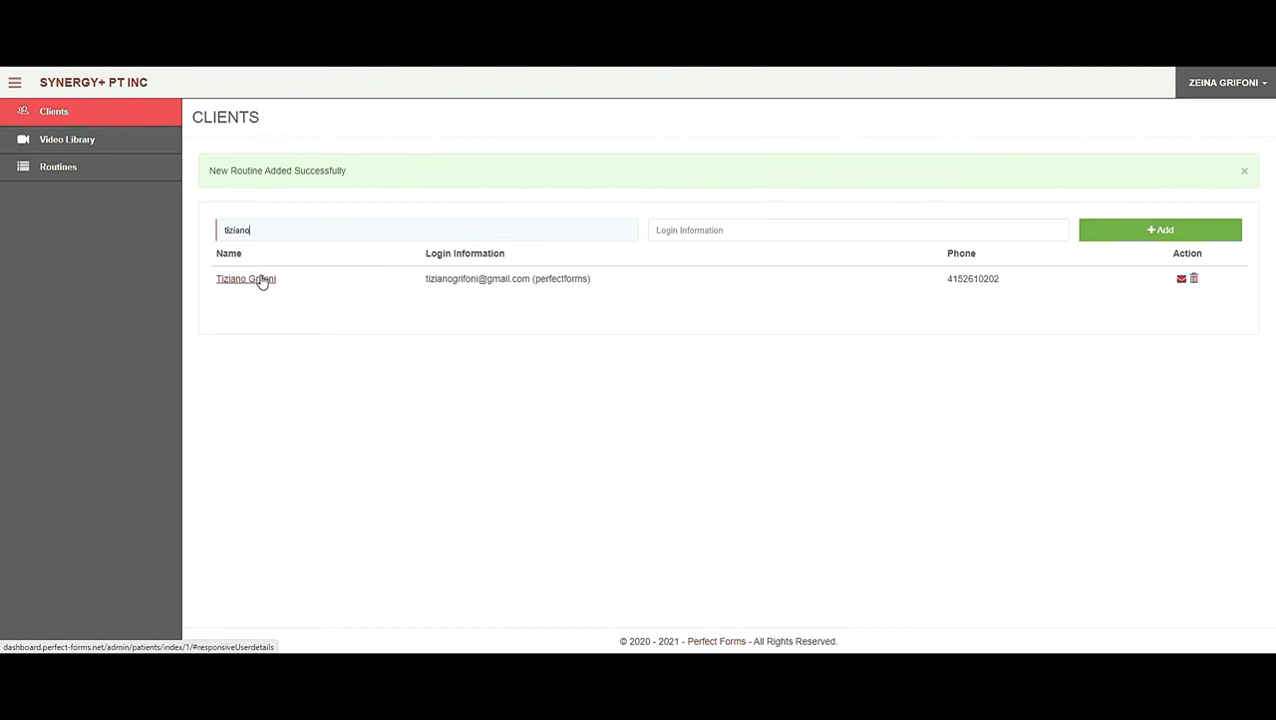 SYNERGY+ PT INC
ZEINA GRIFONI
Clients
Video Library
Routines
CLIENTS
New Routine Added Successfully
×
tiziano
Login Information
+ Add
Name
Login Information
Phone
Action
Tiziano Grifoni
tizianogrifoni@gmail.com (perfectforms)
4152610202
© 2020 - 2021 - Perfect Forms - All Rights Reserved.
dashboard.perfect-forms.net/admin/patients/index/1/#responsiveUserdetails